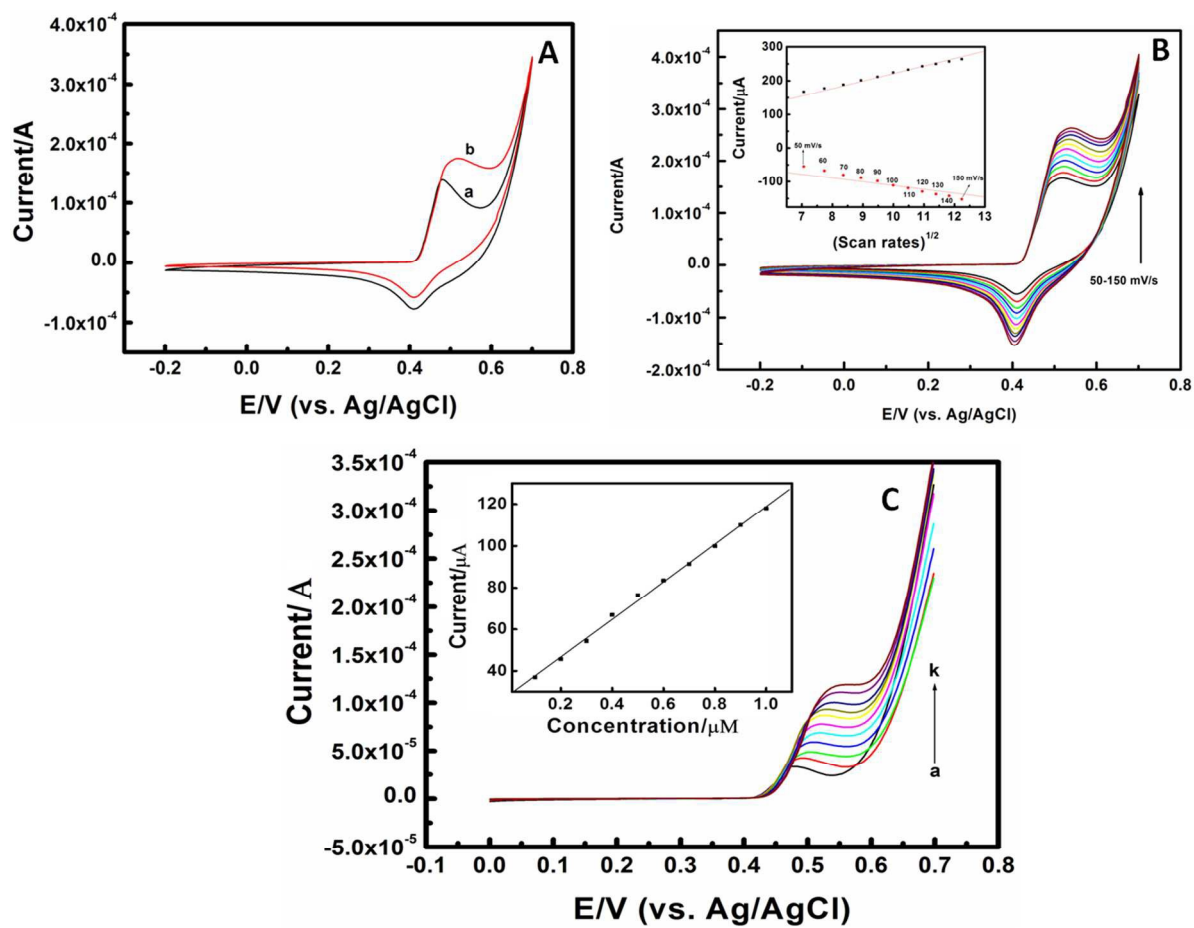 A
4.0x10-4
3.0x10-4
2.0x10-4
1.0x10-4
0.0
-1.0x10-4
Current/A
b
a
-0.2 0.0 0.2 0.4 0.6 0.8
E/V (vs. Ag/AgCl)
B
4.0x10-4
3.0x10-4
2.0x10-4
1.0x10-4
0.0
-1.0x10-4
-2.0x10-4
Current/A
300
200
100
0
-100
Current/µA
50 mV/s 60 70 80 90 100 110 120 130 140 150 mV/s
7 8 9 10 11 12 13
(Scan rates)1/2
50-150 mV/s
-0.2 0.0 0.2 0.4 0.6 0.8
E/V (vs. Ag/AgCl)
C
3.5x10-4
3.0x10-4
2.5x10-4
2.0x10-4
1.5x10-4
1.0x10-4
5.0x10-5
0.0
-5.0x10-5
Current/ A
120
100
80
60
40
Current/µA
0.2 0.4 0.6 0.8 1.0
Concentration/µM
k
a
-0.1 0.0 0.1 0.2 0.3 0.4 0.5 0.6 0.7 0.8
E/V (vs. Ag/AgCl)